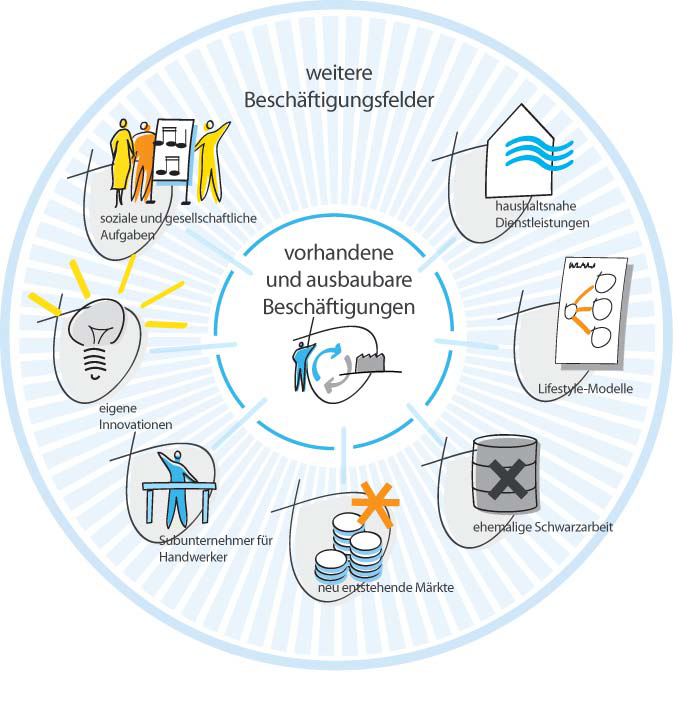 weitere
Beschäftigungsfelder
soziale und gesellschaftliche
Aufgaben
haushaltsnahe
Dienstleistungen
vorhandene
und ausbaubare
Beschäftigungen
Lifestyle-Modelle
eigene
Innovationen
ehemalige Schwarzarbeit
Subunternehmer für
Handwerker
neu entstehende Märkte